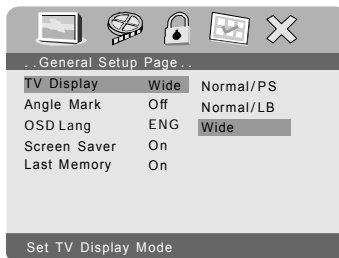 ..General Setup Page..
TV Display Wide Normal/PS
Angle Mark Off Normal/LB
OSD Lang ENG Wide
Screen Saver On
Last Memory On
Set TV Display Mode